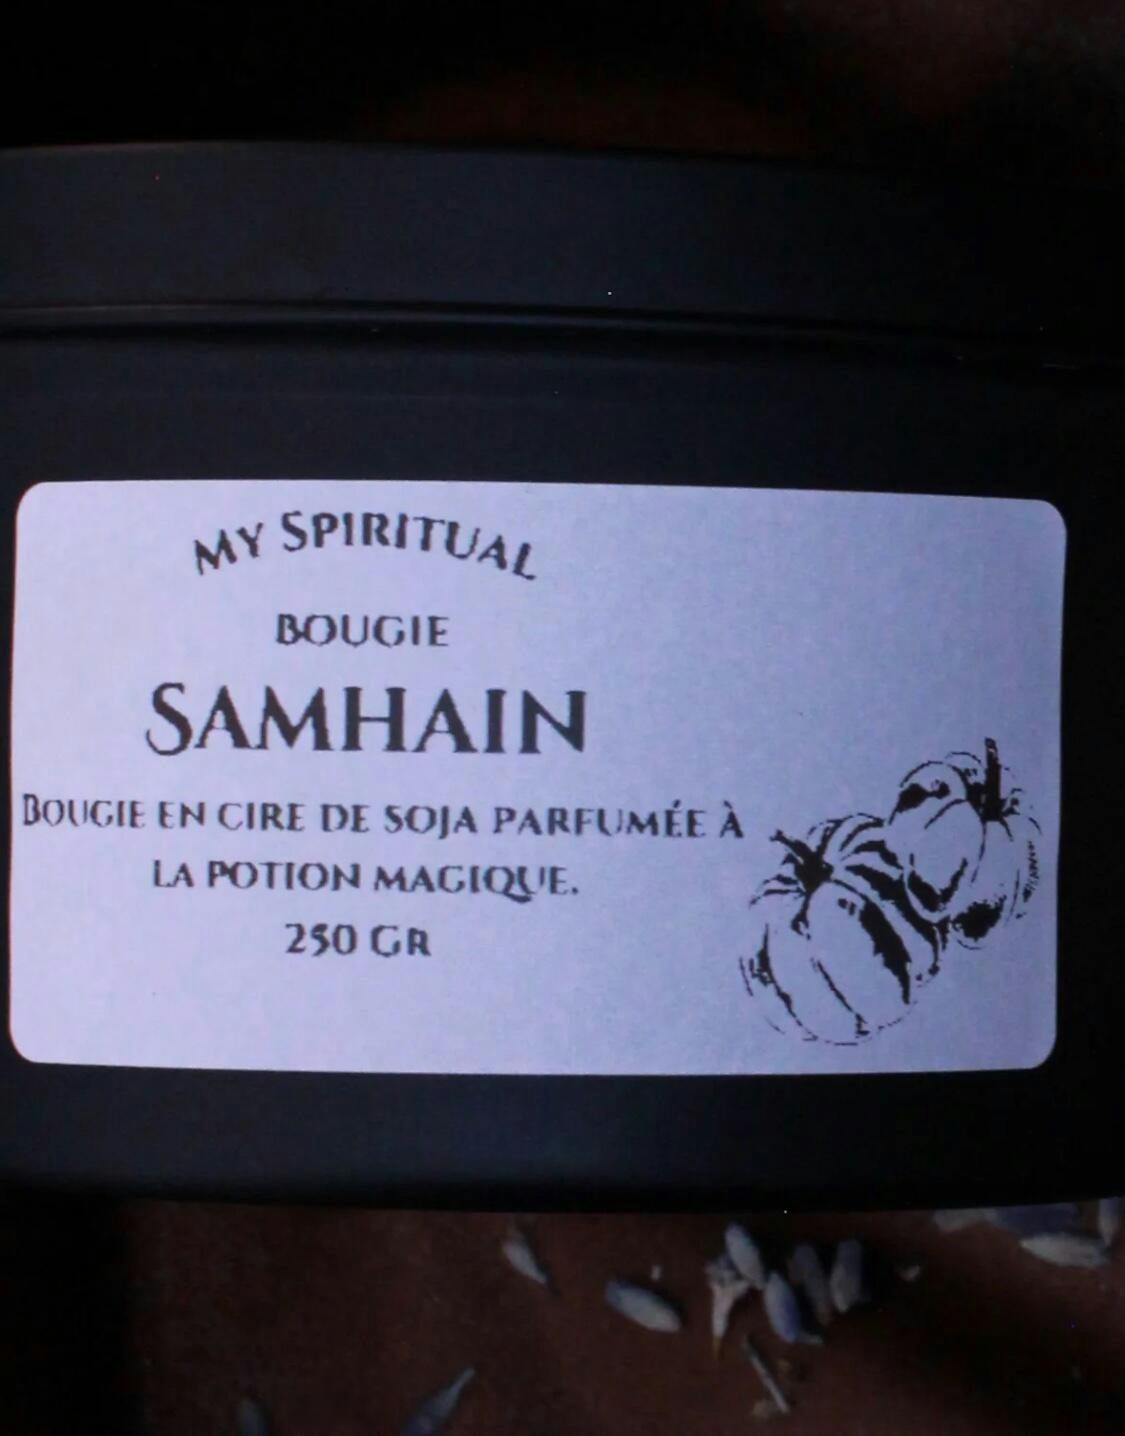 My Spiritual
Bougie
Samhain
Bougie en cire de soja parfumée à
la potion magique.
250 Gr